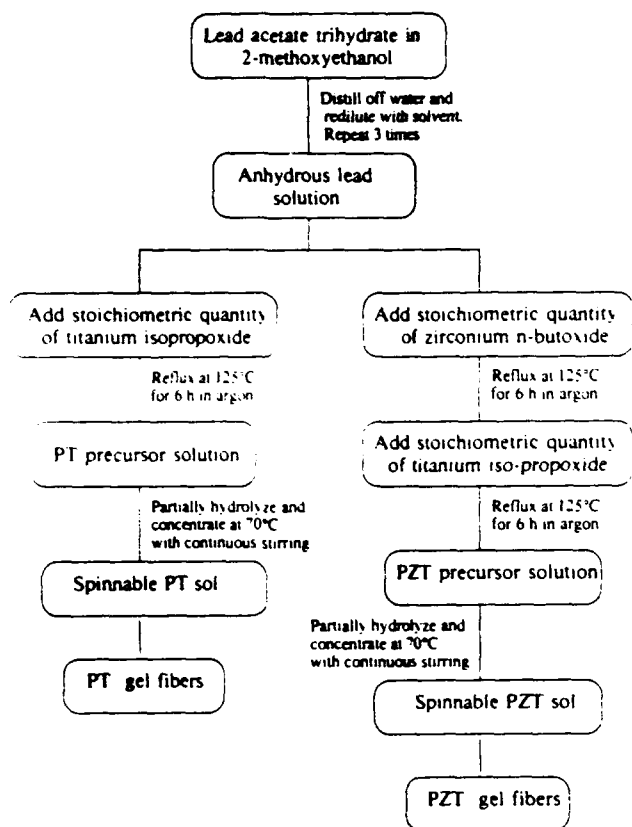 Lead acetate trihydrate in
2-methoxyethanol
Distill off water and
redilute with solvent.
Repeat 3 times
Anhydrous lead
solution
Add stoichiometric quantity
of titanium isopropoxide
Reflux at 125°C
for 6 h in argon
PT precursor solution
Partially hydrolyze and
concentrate at 70°C
with continuous stirring
Spinnable PT sol
PT gel fibers
Add stoichiometric quantity
of zirconium n-butoxide
Reflux at 125°C
for 6 h in argon
Add stoichiometric quantity
of titanium iso-propoxide
Reflux at 125°C
for 6 h in argon
PZT precursor solution
Partially hydrolyze and
concentrate at 70°C
with continuous stirring
Spinnable PZT sol
PZT gel fibers